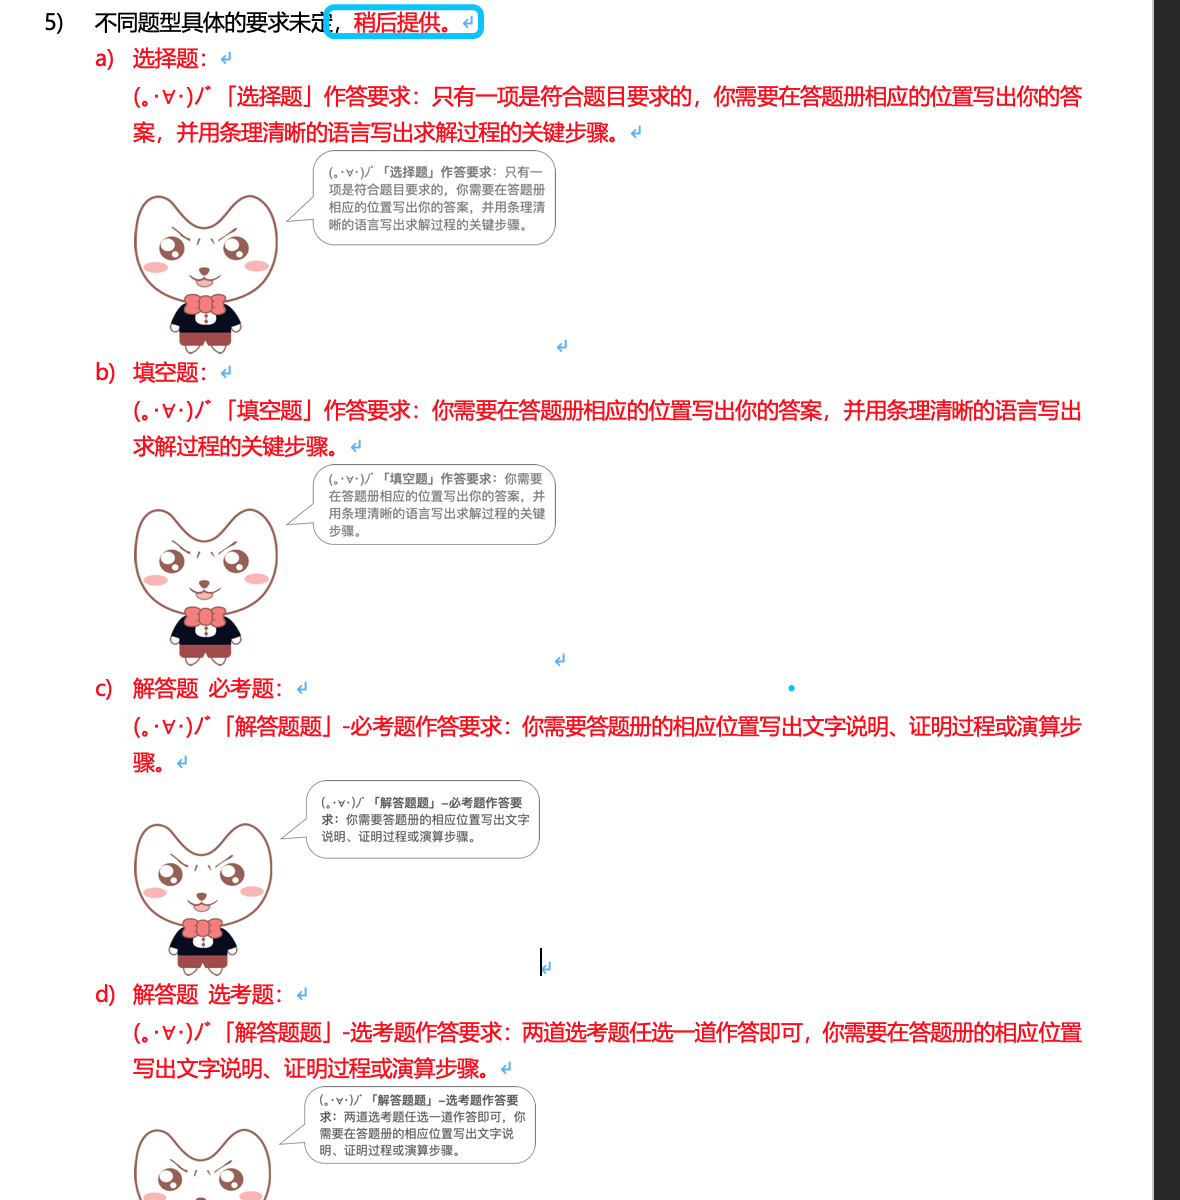 5) 不同题型具体的要求未定，稍后提供。
a) 选择题：
(｡･∀･)ﾉﾞ「选择题」作答要求：只有一项是符合题目要求的，你需要在答题册相应的位置写出你的答
案，并用条理清晰的语言写出求解过程的关键步骤。
(｡･∀･)ﾉﾞ「选择题」作答要求：只有一
项是符合题目要求的，你需要在答题册
相应的位置写出你的答案，并用条理清
晰的语言写出求解过程的关键步骤。
b) 填空题：
(｡･∀･)ﾉﾞ「填空题」作答要求：你需要在答题册相应的位置写出你的答案，并用条理清晰的语言写出
求解过程的关键步骤。
(｡･∀･)ﾉﾞ「填空题」作答要求：你需要
在答题册相应的位置写出你的答案，并
用条理清晰的语言写出求解过程的关键
步骤。
c) 解答题 必考题：
(｡･∀･)ﾉﾞ「解答题题」-必考题作答要求：你需要答题册的相应位置写出文字说明、证明过程或演算步
骤。
(｡･∀･)ﾉﾞ「解答题题」-必考题作答要
求：你需要答题册的相应位置写出文字
说明、证明过程或演算步骤。
d) 解答题 选考题：
(｡･∀･)ﾉﾞ「解答题题」-选考题作答要求：两道选考题任选一道作答即可，你需要在答题册的相应位置
写出文字说明、证明过程或演算步骤。
(｡･∀･)ﾉﾞ「解答题题」-选考题作答要
求：两道选考题任选一道作答即可，你
需要在答题册的相应位置写出文字说
明、证明过程或演算步骤。